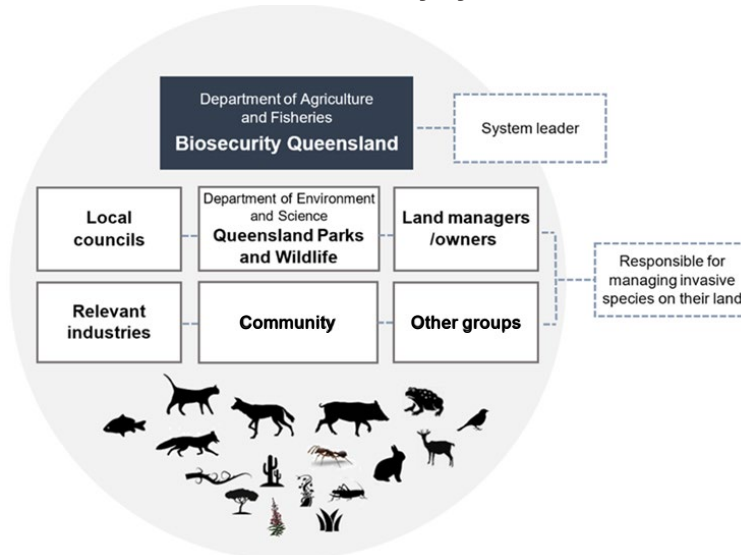 Department of Agriculture
and Fisheries
Biosecurity Queensland
System leader
Local
councils
Department of Environment
and Science
Queensland Parks
and Wildlife
Land managers
/owners
Responsible for
managing invasive
species on their land
Relevant
industries
Community
Other groups